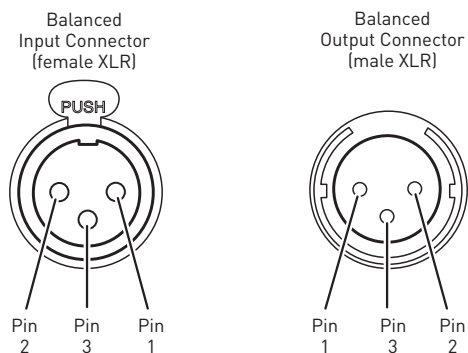 Balanced
Input Connector
(female XLR)
PUSH
Pin
2
Pin
3
Pin
1
Balanced
Output Connector
(male XLR)
Pin
1
Pin
3
Pin
2